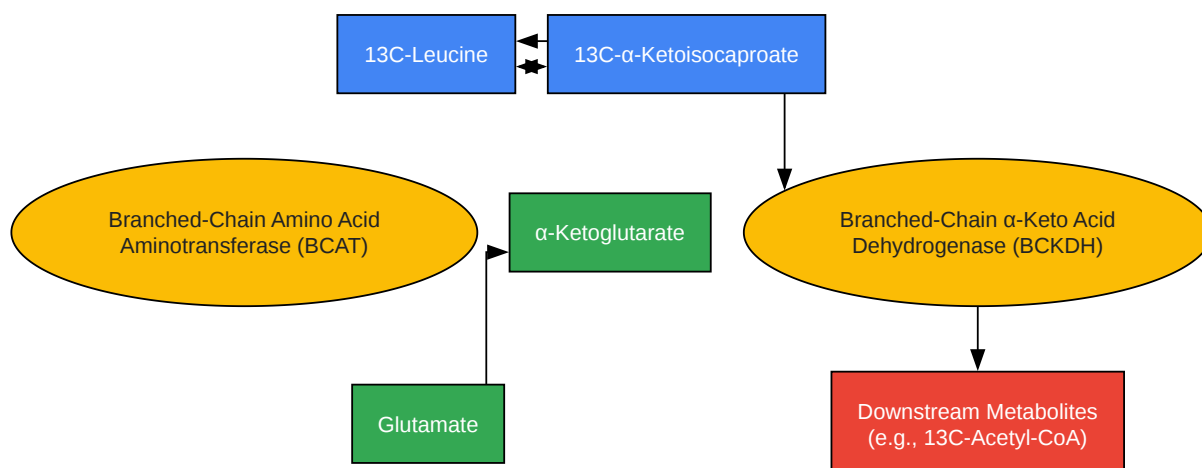 13C-Leucine
13C-α-Ketoisocaproate
Branched-Chain Amino Acid
Aminotransferase (BCAT)
α-Ketoglutarate
Branched-Chain α-Keto Acid
Dehydrogenase (BCKDH)
Glutamate
Downstream Metabolites
(e.g., 13C-Acetyl-CoA)